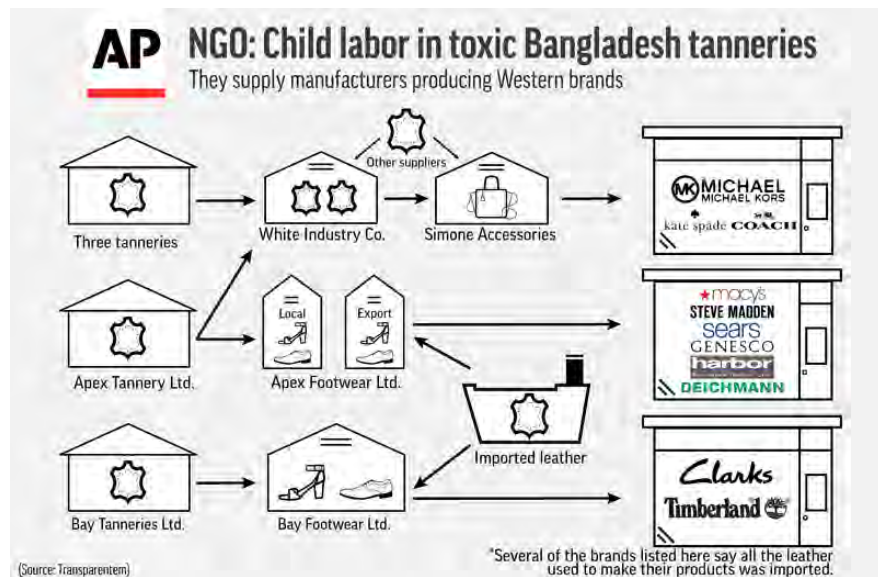 AP
NGO: Child labor in toxic Bangladesh tanneries
They supply manufacturers producing Western brands
Other suppliers
Three tanneries
White Industry Co.
Simone Accessories
MK MICHAEL
MICHAEL KORS
kate spade COACH
Local
Export
Apex Tannery Ltd.
Apex Footwear Ltd.
★macy's
STEVE MADDEN
sears
GENESCO
harbor
DEICHMANN
Imported leather
Bay Tanneries Ltd.
Bay Footwear Ltd.
Clarks
Timberland
*Several of the brands listed here say all the leather
used to make their products was imported.
(Source: Transparentem)